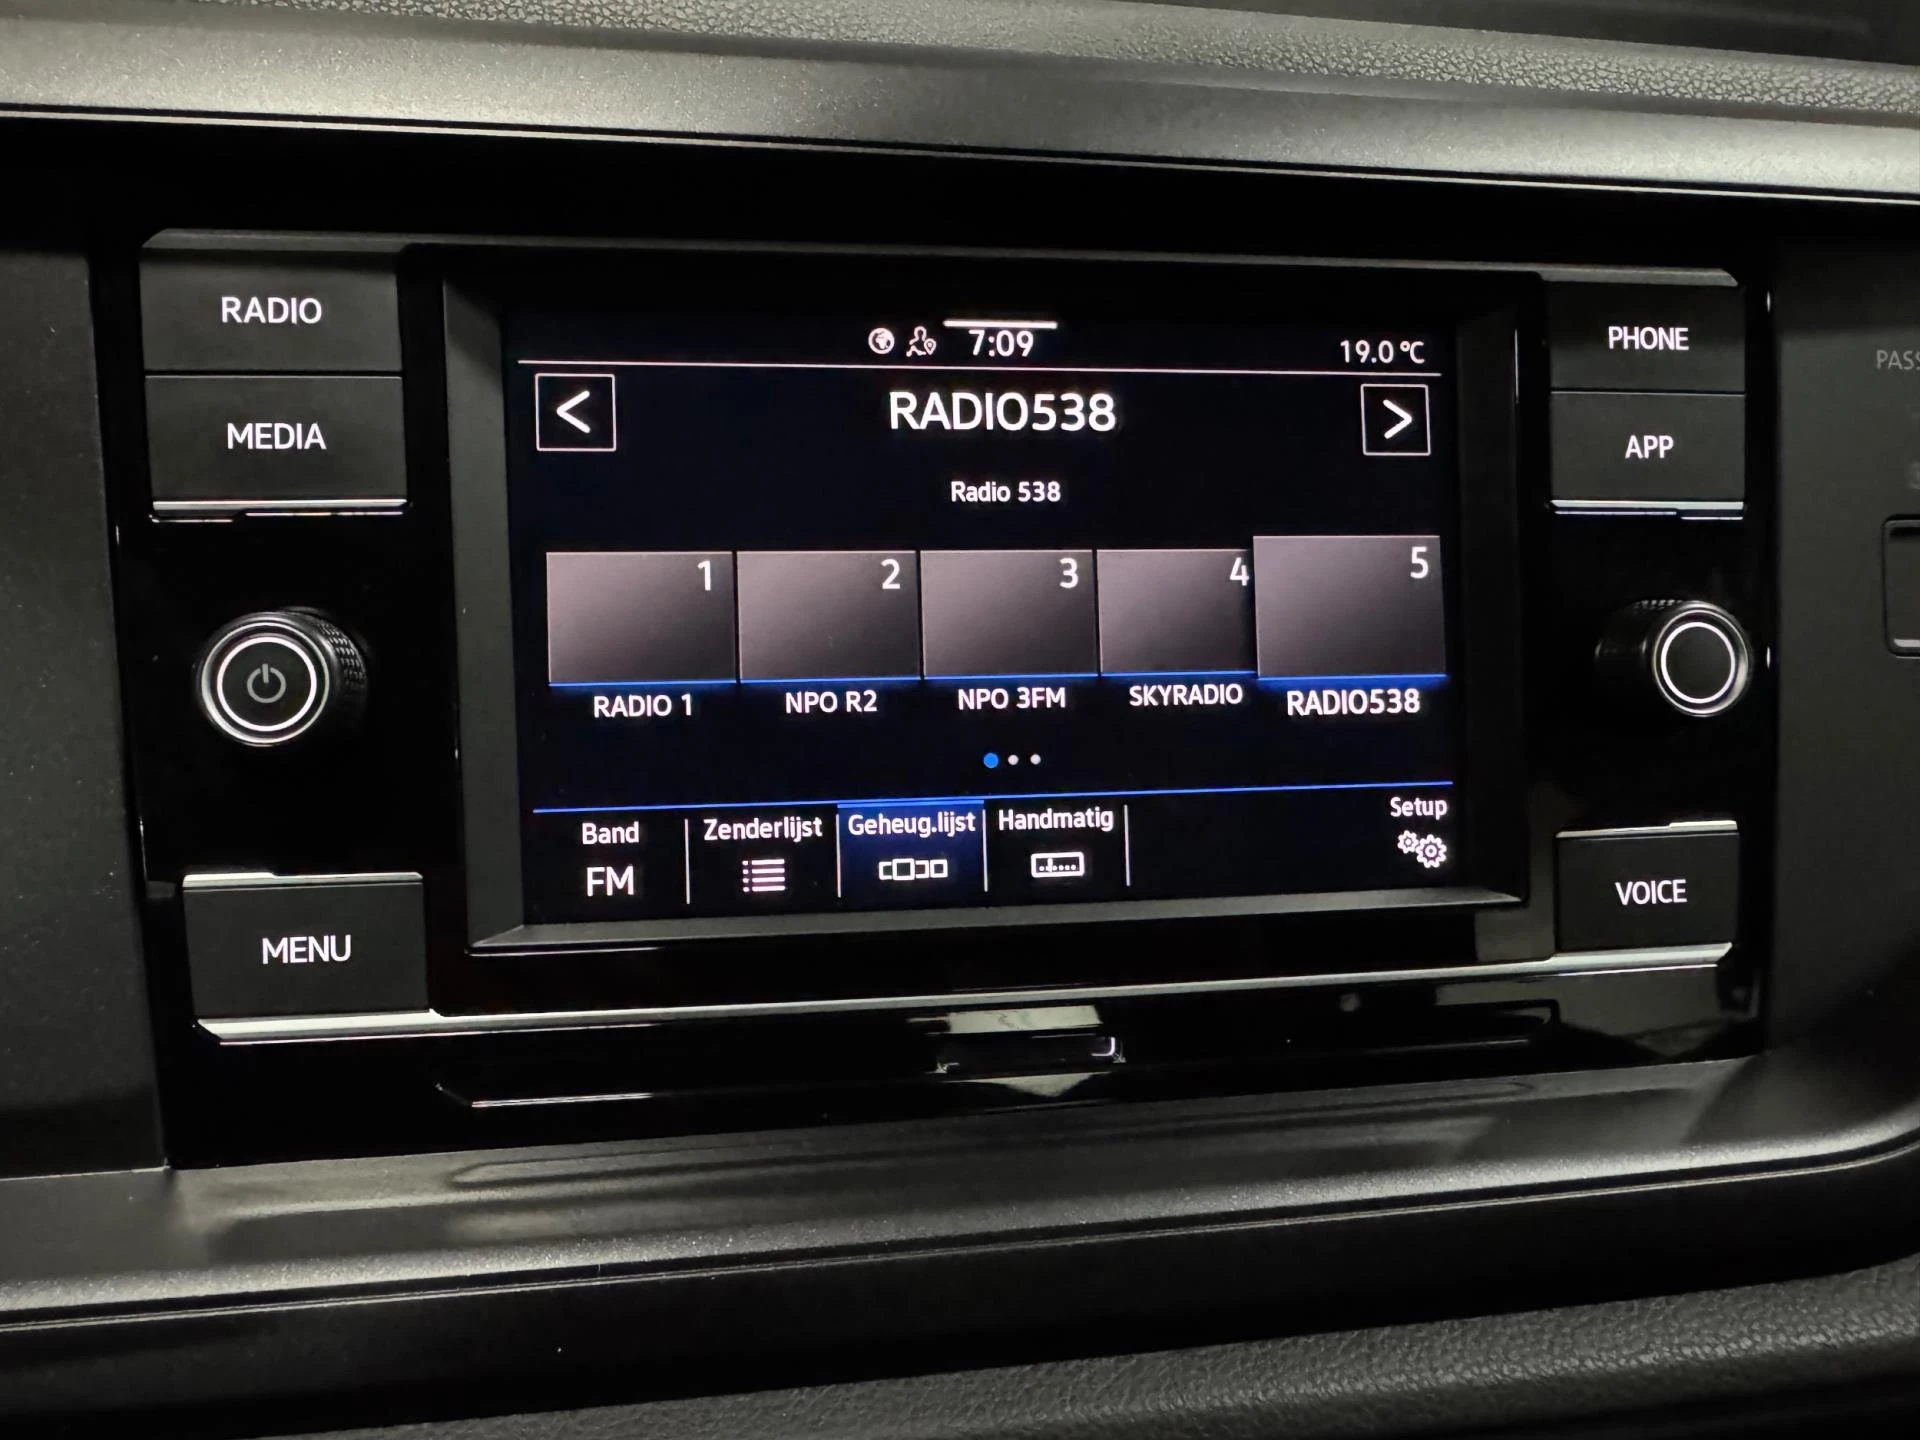 RADIO
MEDIA
MENU
7:09
19.0 °C
<
RADIO538
>
Radio 538
1
2
3
4
5
RADIO 1
NPO R2
NPO 3FM
SKYRADIO
RADIO538
Band
FM
Zenderlijst
Geheug.lijst
Handmatig
Setup
PHONE
APP
VOICE
PASS